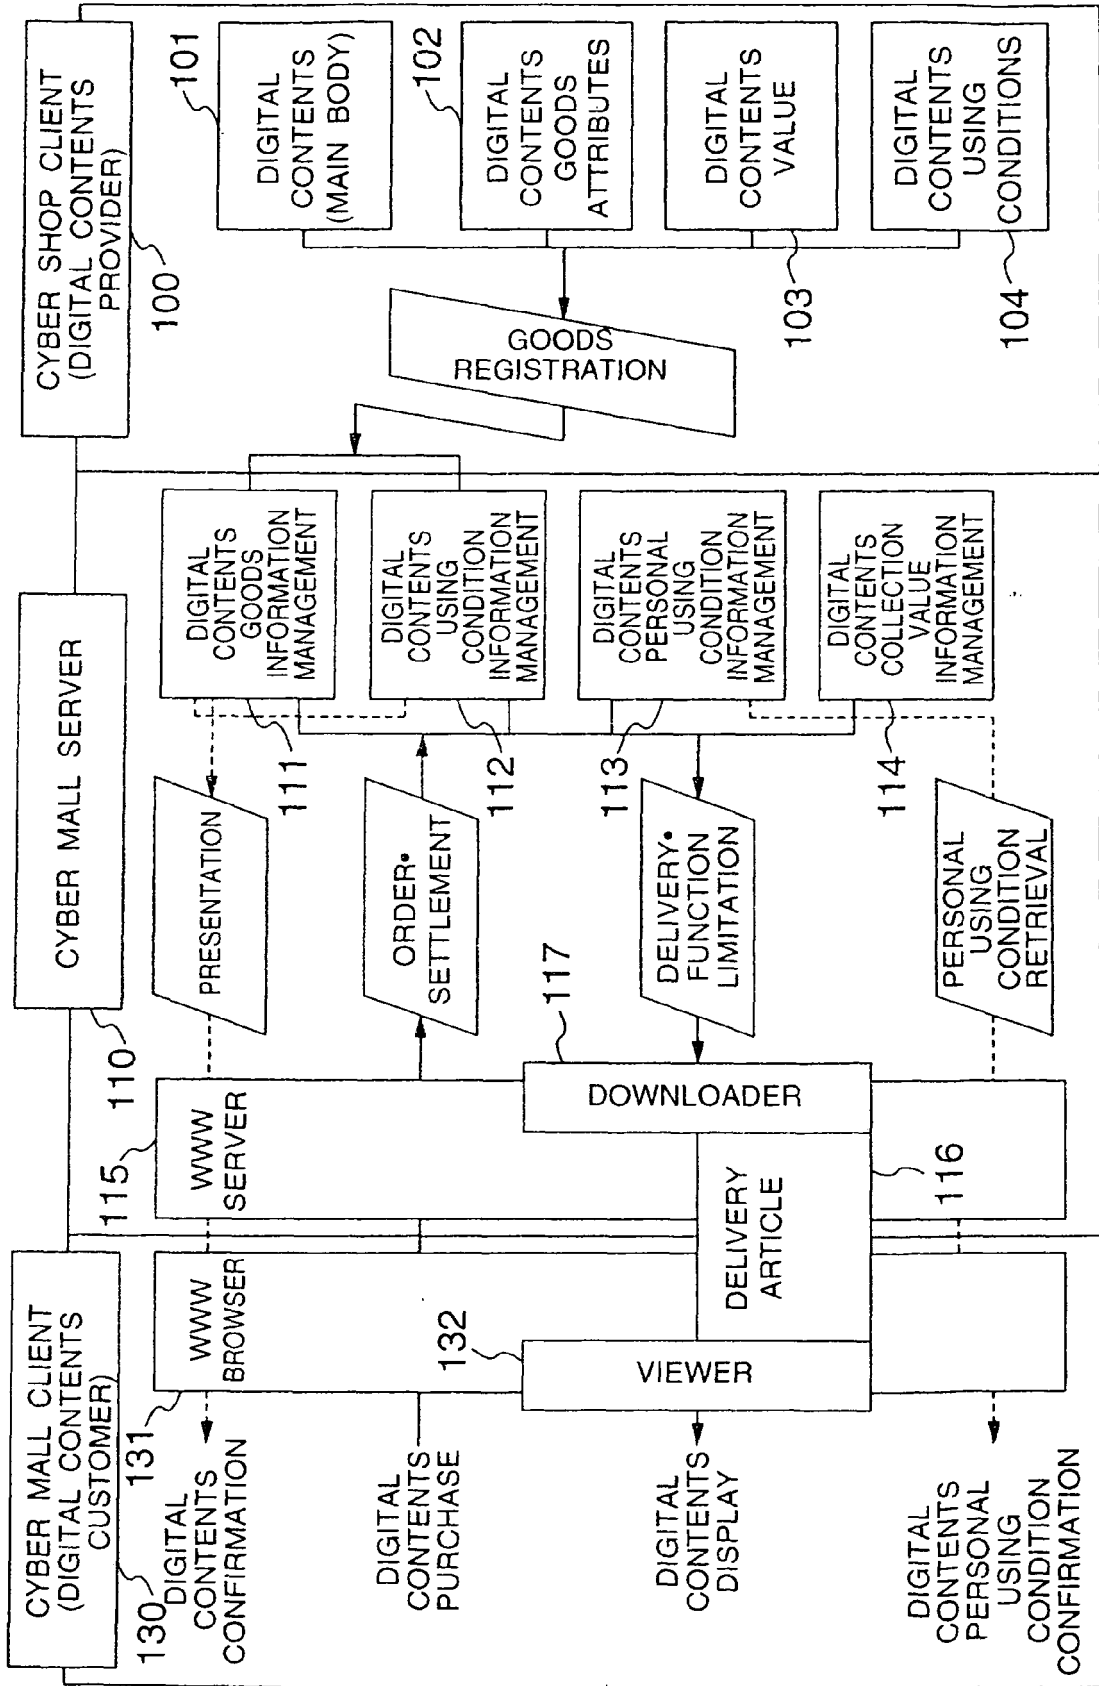 CYBER MALL CLIENT
(DIGITAL CONTENTS
CUSTOMER)
130
CYBER MALL SERVER
110
CYBER SHOP CLIENT
(DIGITAL CONTENTS
PROVIDER)
100
DIGITAL
CONTENTS
CONFIRMATION
131
WWW
BROWSER
115
WWW
SERVER
PRESENTATION
111
DIGITAL
CONTENTS
GOODS
INFORMATION
MANAGEMENT
101
DIGITAL
CONTENTS
(MAIN BODY)
DIGITAL
CONTENTS
PURCHASE
ORDER•
SETTLEMENT
112
DIGITAL
CONTENTS
USING
CONDITION
INFORMATION
MANAGEMENT
GOODS
REGISTRATION
102
DIGITAL
CONTENTS
GOODS
ATTRIBUTES
DIGITAL
CONTENTS
DISPLAY
132
VIEWER
DELIVERY
ARTICLE
116
117
DOWNLOADER
DELIVERY•
FUNCTION
LIMITATION
113
DIGITAL
CONTENTS
PERSONAL
USING
CONDITION
INFORMATION
MANAGEMENT
103
DIGITAL
CONTENTS
VALUE
DIGITAL
CONTENTS
PERSONAL
USING
CONDITION
CONFIRMATION
PERSONAL
USING
CONDITION
RETRIEVAL
114
DIGITAL
CONTENTS
COLLECTION
VALUE
INFORMATION
MANAGEMENT
104
DIGITAL
CONTENTS
USING
CONDITIONS